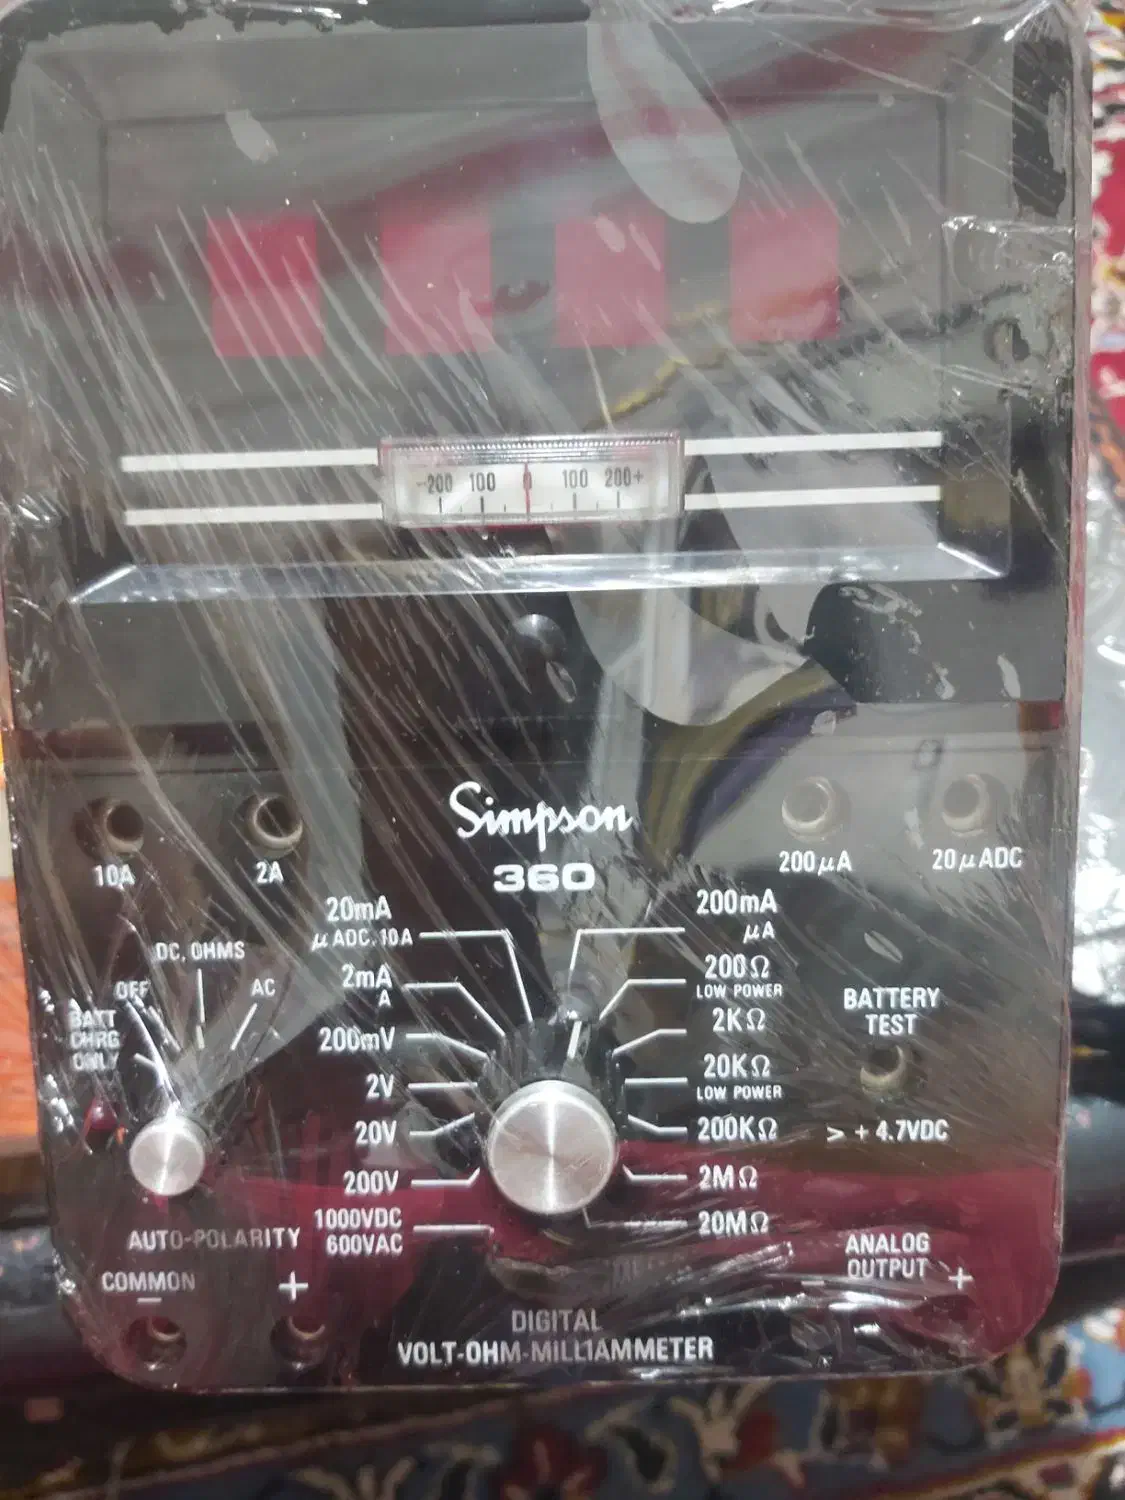 -200 100 0 100 200+
Simpson
360
10A
2A
200μA
20μADC
20mA
μADC,10A
2mA
A
200mV
2V
20V
200V
1000VDC
600VAC
200mA
μA
200Ω
LOW POWER
2KΩ
20KΩ
LOW POWER
200KΩ
2MΩ
20MΩ
DC, OHMS
OFF
AC
BATT
CHRG
ONLY
BATTERY
TEST
> + 4.7VDC
AUTO-POLARITY
COMMON
− +
ANALOG
OUTPUT
− +
DIGITAL
VOLT-OHM-MILLIAMMETER